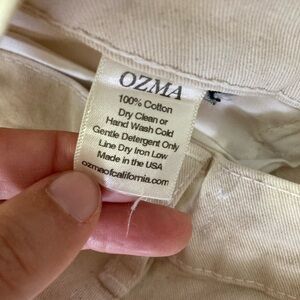 OZMA
100% Cotton
Dry Clean or
Hand Wash Cold
Gentle Detergent Only
Line Dry Iron Low
Made in the USA
ozmaofcalifornia.com